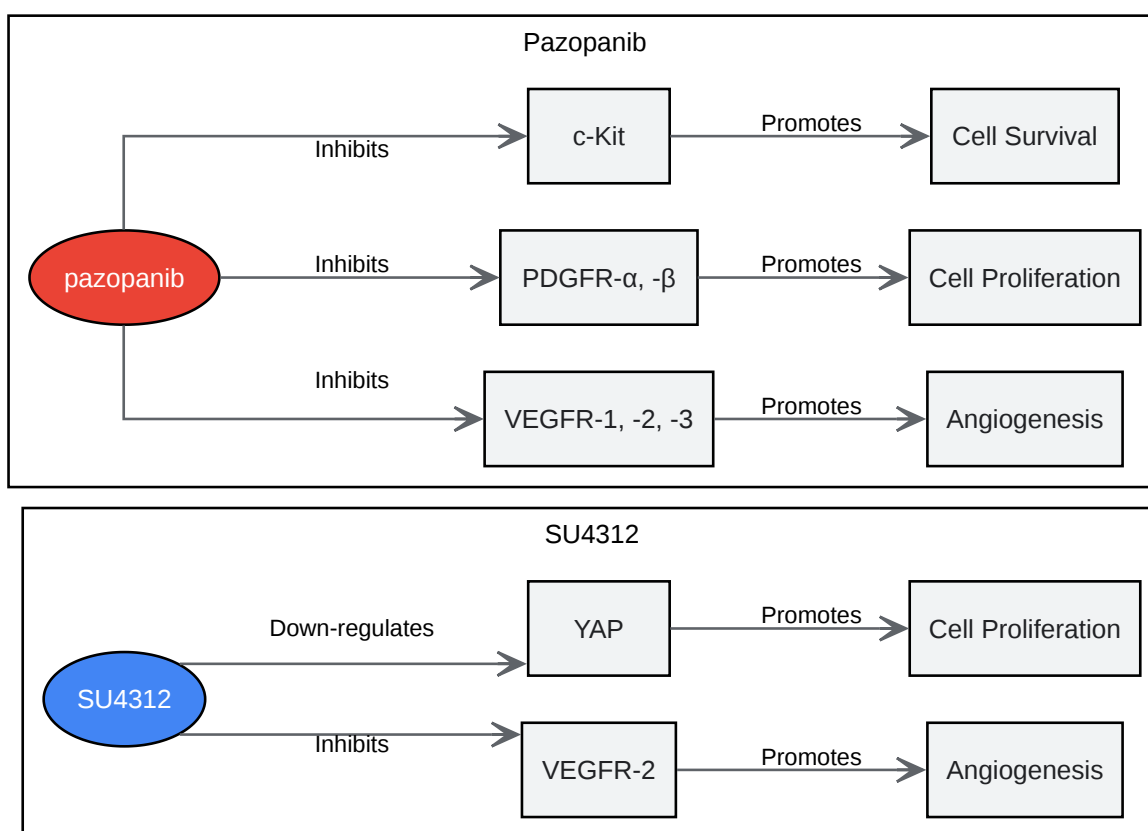 Pazopanib
c-Kit
Promotes
Cell Survival
Inhibits
pazopanib
Inhibits
PDGFR-α, -β
Promotes
Cell Proliferation
Inhibits
VEGFR-1, -2, -3
Promotes
Angiogenesis
SU4312
Down-regulates
YAP
Promotes
Cell Proliferation
SU4312
Inhibits
VEGFR-2
Promotes
Angiogenesis